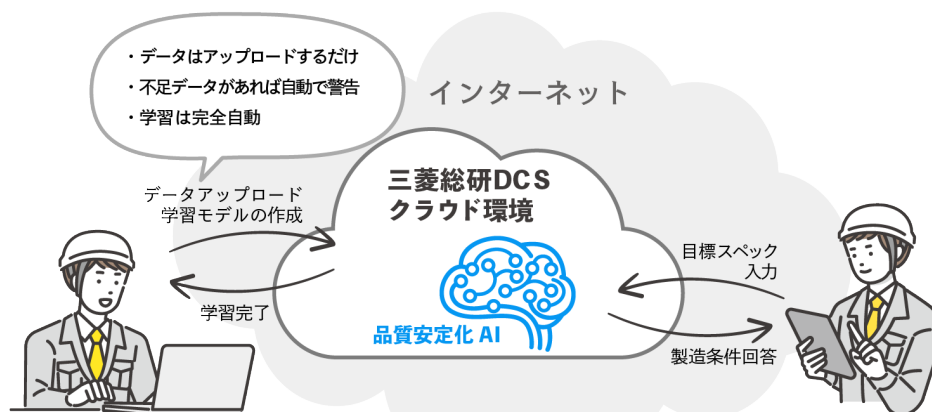 ・データはアップロードするだけ
・不足データがあれば自動で警告
・学習は完全自動
インターネット
データアップロード
学習モデルの作成
三菱総研DCS
クラウド環境
学習完了
品質安定化 AI
目標スペック
入力
製造条件回答